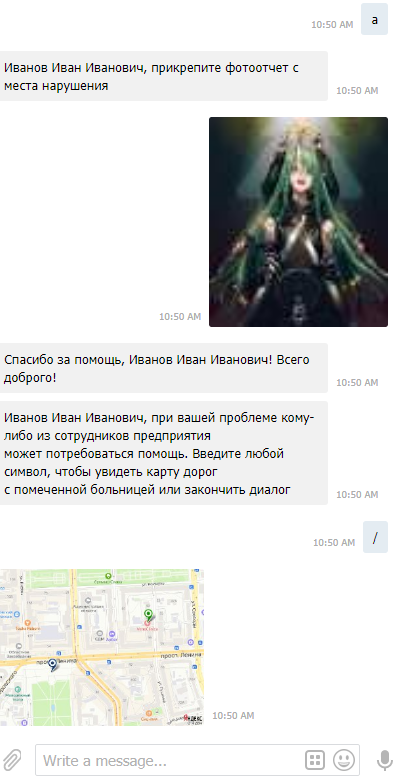 а
10:50 AM
Иванов Иван Иванович, прикрепите фотоотчет с
места нарушения
10:50 AM
10:50 AM
Спасибо за помощь, Иванов Иван Иванович! Всего
доброго!
10:50 AM
Иванов Иван Иванович, при вашей проблеме кому-
либо из сотрудников предприятия
может потребоваться помощь. Введите любой
символ, чтобы увидеть карту дорог
с помеченной больницей или закончить диалог
10:50 AM
/
10:50 AM
просп. Ленина
10:50 AM
Write a message...